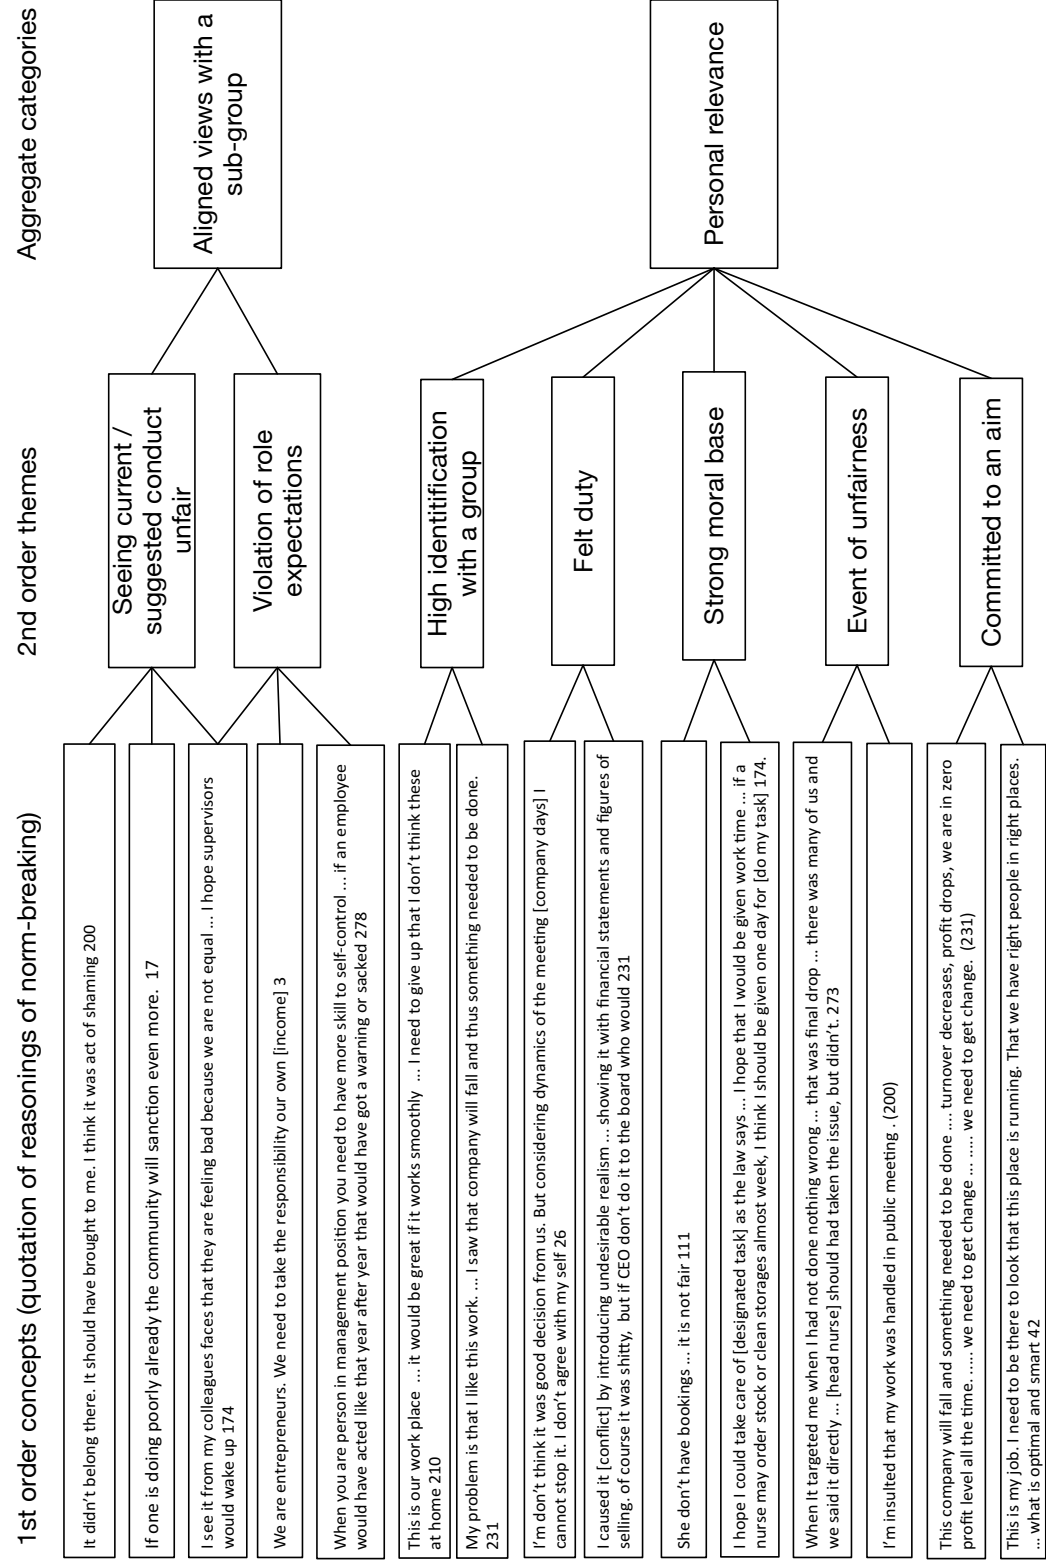 1st order concepts (quotation of reasonings of norm-breaking)
2nd order themes
Aggregate categories
It didn't belong there. It should have brought to me. I think it was act of shaming 200
If one is doing poorly already the community will sanction even more. 17
I see it from my colleagues faces that they are feeling bad because we are not equal ... I hope supervisors
would wake up 174
We are entrepreneurs. We need to take the responsibility our own [income] 3
When you are person in management position you need to have more skill to self-control ... if an employee
would have acted like that year after year that would have got a warning or sacked 278
This is our work place ...it would be great if it works smoothly ... I need to give up that I don't think these
at home 210
My problem is that I like this work. ... I saw that company will fall and thus something needed to be done.
231
I'm don't think it was good decision from us. But considering dynamics of the meeting [company days] I
cannot stop it. I don't agree with my self 26
I caused it [conflict] by introducing undesirable realism ... showing it with financial statements and figures of
selling. of course it was shitty, but if CEO don't do it to the board who would 231
She don't have bookings ... it is not fair 111
I hope I could take care of [designated task] as the law says ... I hope that I would be given work time ... if a
nurse may order stock or clean storages almost week, I think I should be given one day for [do my task] 174.
When It targeted me when I had not done nothing wrong ... that was final drop ... there was many of us and
we said it directly ... [head nurse] should had taken the issue, but didn't. 273
I'm insulted that my work was handled in public meeting . (200)
This company will fall and something needed to be done .... turnover decreases, profit drops, we are in zero
profit level all the time. ..... we need to get change ... ..... we need to get change. (231)
This is my job. I need to be there to look that this place is running. That we have right people in right places.
... what is optimal and smart 42
Seeing current /
suggested conduct
unfair
Violation of role
expectations
High identitification
with a group
Felt duty
Strong moral base
Event of unfairness
Committed to an aim
Aligned views with a
sub-group
Personal relevance